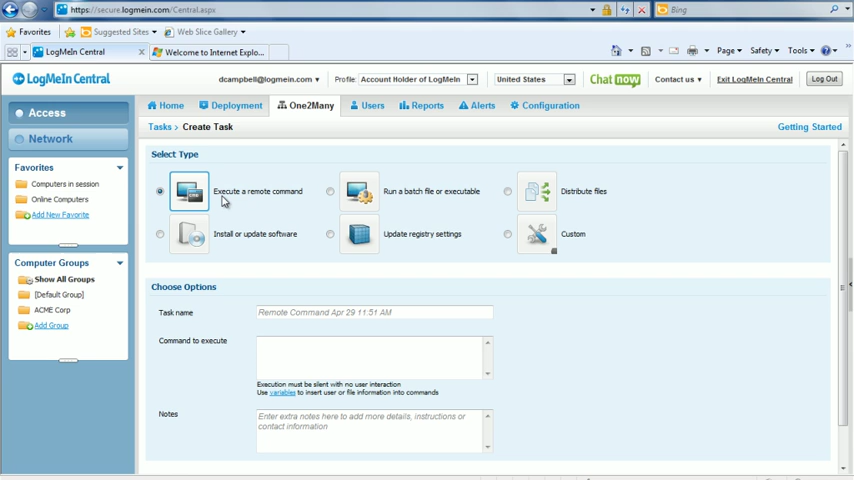 https://secure.logmein.com/Central.aspx
Bing
Favorites
Suggested Sites
Web Slice Gallery
LogMeIn Central
Welcome to Internet Explo...
Page
Safety
Tools
LogMeIn Central
dcampbell@logmein.com
Profile:
Account Holder of LogMeIn
United States
Chat now
Contact us
Exit LogMeIn Central
Log Out
Access
Network
Home
Deployment
One2Many
Users
Reports
Alerts
Configuration
Tasks > Create Task
Getting Started
Favorites
Computers in session
Online Computers
Add New Favorite
Computer Groups
Show All Groups
[Default Group]
ACME Corp
Add Group
Select Type
Execute a remote command
Run a batch file or executable
Distribute files
Install or update software
Update registry settings
Custom
Choose Options
Task name
Remote Command Apr 29 11:51 AM
Command to execute
Execution must be silent with no user interaction
Use variables to insert user or file information into commands
Notes
Enter extra notes here to add more details, instructions or
contact information